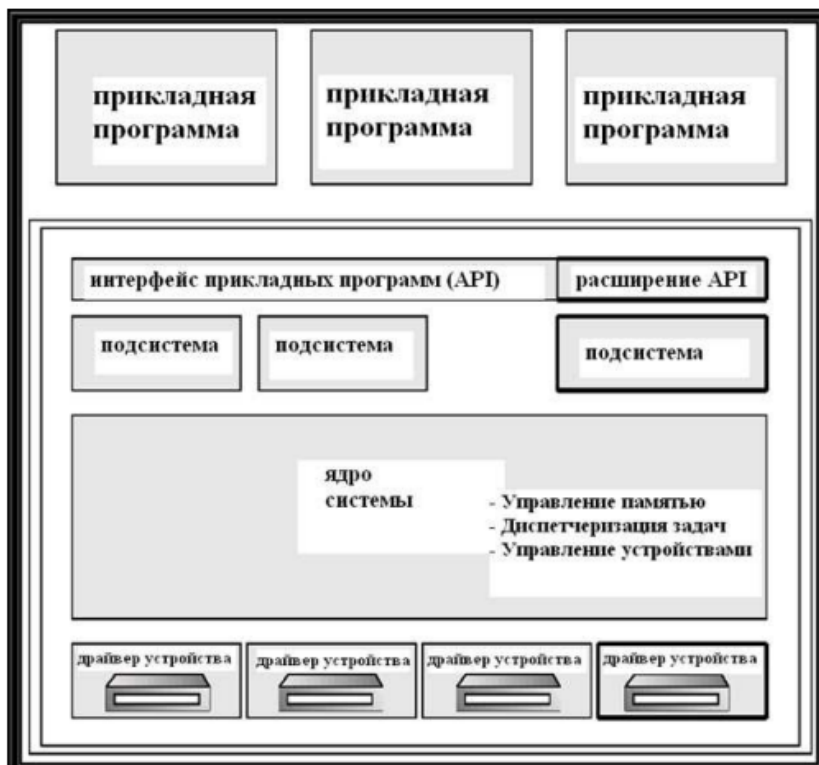 прикладная
программа
прикладная
программа
прикладная
программа
интерфейс прикладных программ (API)
расширение API
подсистема
подсистема
подсистема
ядро
системы
- Управление памятью
- Диспетчеризация задач
- Управление устройствами
драйвер устройства
драйвер устройства
драйвер устройства
драйвер устройства